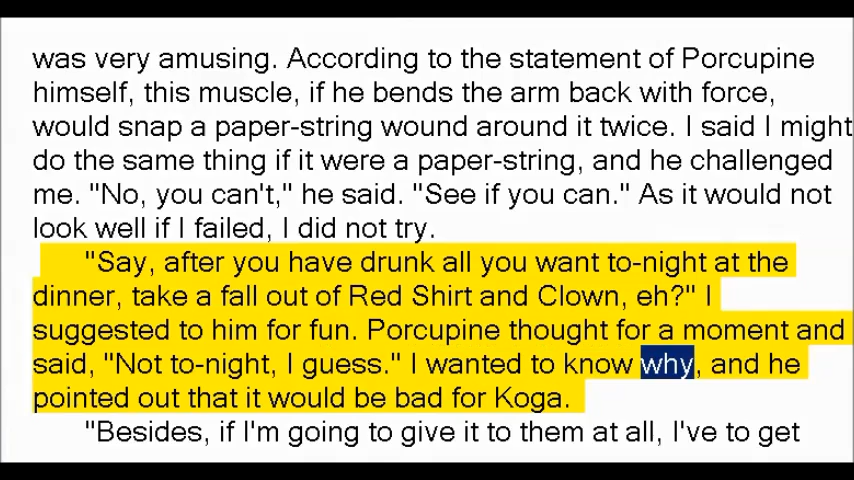 was very amusing. According to the statement of Porcupine
himself, this muscle, if he bends the arm back with force,
would snap a paper-string wound around it twice. I said I might
do the same thing if it were a paper-string, and he challenged
me. "No, you can't," he said. "See if you can." As it would not
look well if I failed, I did not try.
"Say, after you have drunk all you want to-night at the
dinner, take a fall out of Red Shirt and Clown, eh?" I
suggested to him for fun. Porcupine thought for a moment and
said, "Not to-night, I guess." I wanted to know why, and he
pointed out that it would be bad for Koga.
"Besides, if I'm going to give it to them at all, I've to get